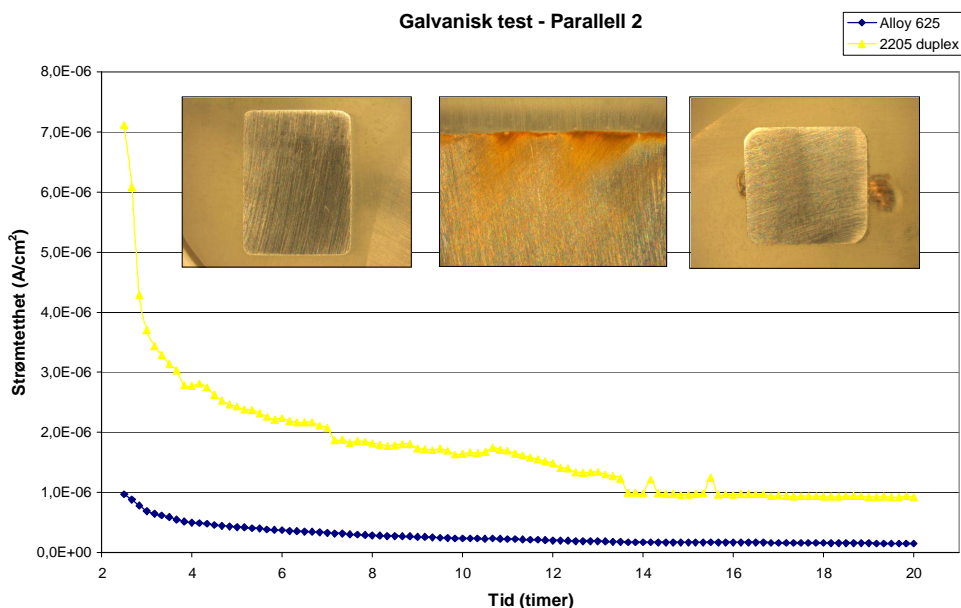 Galvanisk test - Parallell 2
Alloy 625
2205 duplex
8,0E-06
7,0E-06
6,0E-06
5,0E-06
4,0E-06
3,0E-06
2,0E-06
1,0E-06
0,0E+00
Strømtetthet (A/cm²)
2 4 6 8 10 12 14 16 18 20
Tid (timer)